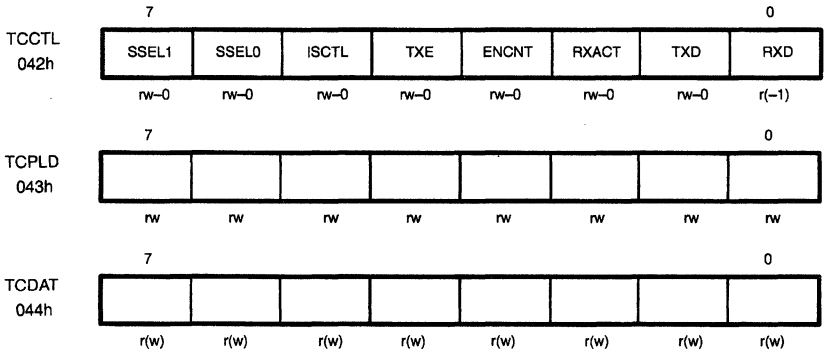 7 0
TCCTL
042h
SSEL1 SSEL0 ISCTL TXE ENCNT RXACT TXD RXD
rw–0 rw–0 rw–0 rw–0 rw–0 rw–0 rw–0 r(–1)
7 0
TCPLD
043h
rw rw rw rw rw rw rw rw
7 0
TCDAT
044h
r(w) r(w) r(w) r(w) r(w) r(w) r(w) r(w)